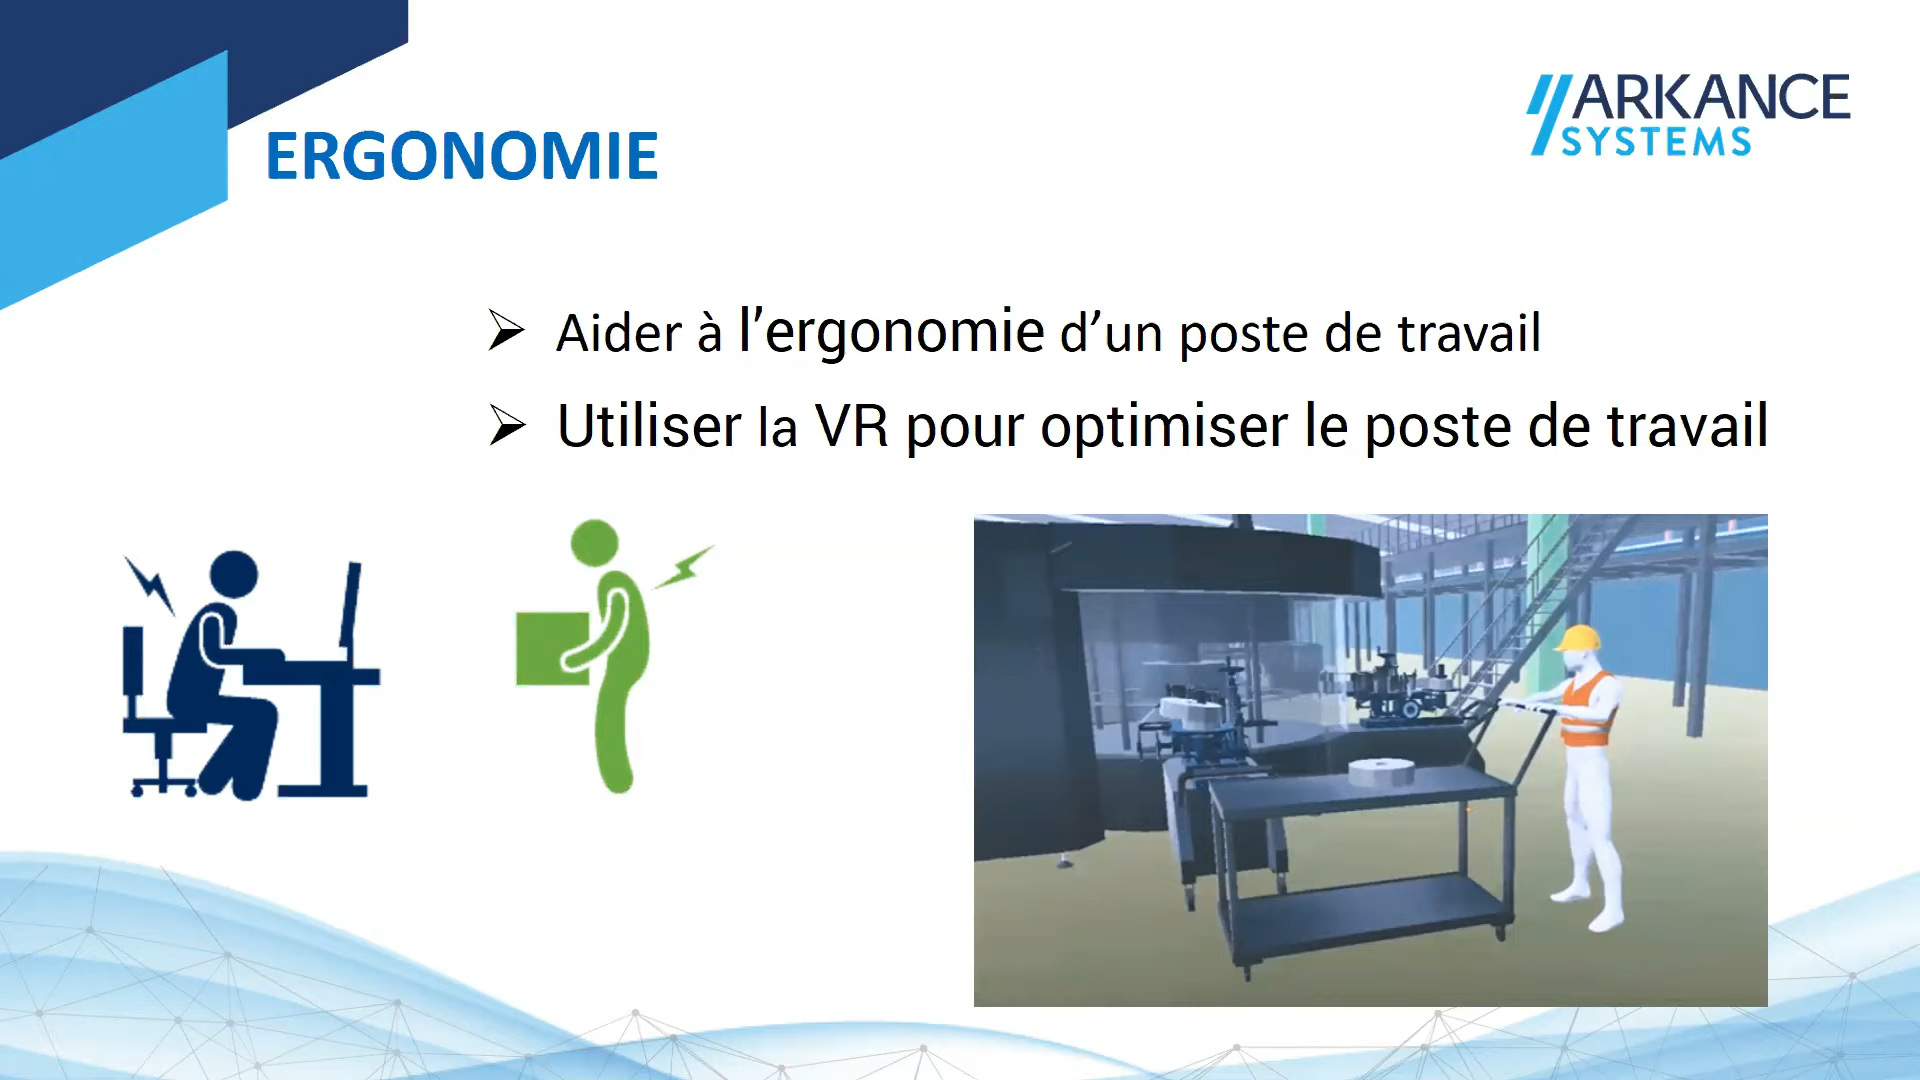 ARKANCE
SYSTEMS
ERGONOMIE
Aider à l’ergonomie d’un poste de travail
Utiliser la VR pour optimiser le poste de travail